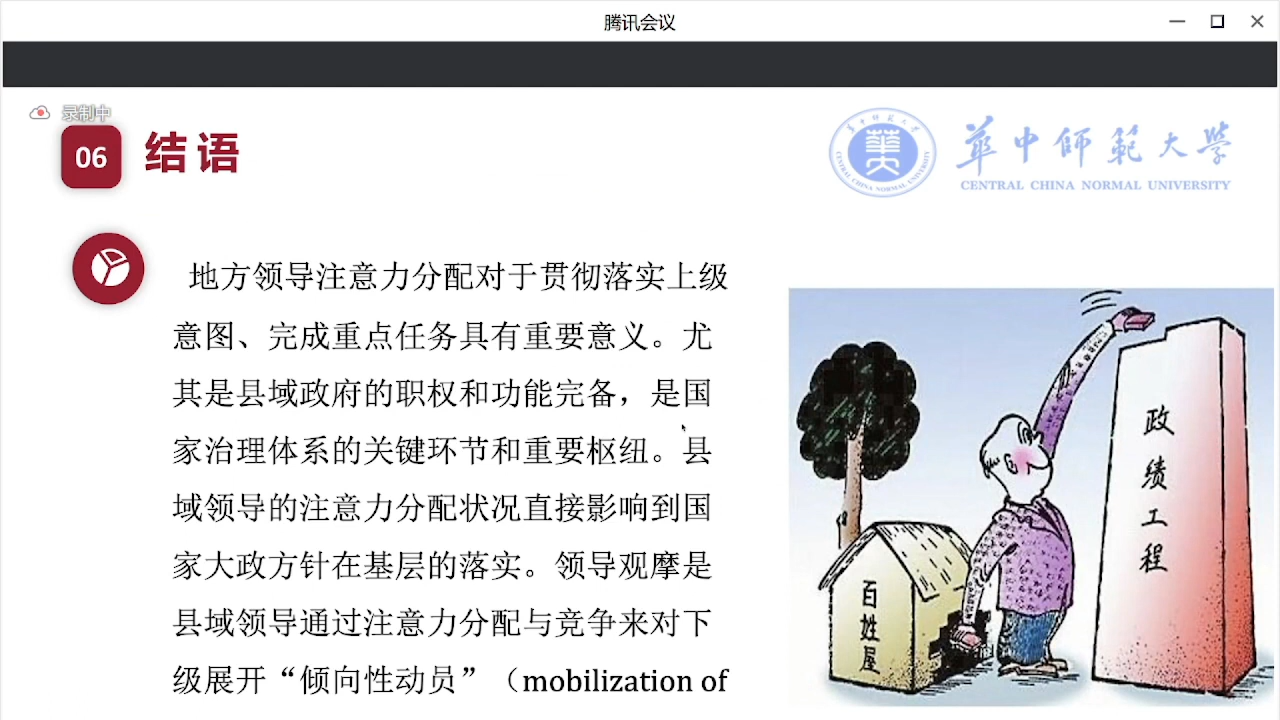 腾讯会议
录制中
06
结语
華中師範大學
CENTRAL CHINA NORMAL UNIVERSITY
地方领导注意力分配对于贯彻落实上级
意图、完成重点任务具有重要意义。尤
其是县域政府的职权和功能完备，是国
家治理体系的关键环节和重要枢纽。县
域领导的注意力分配状况直接影响到国
家大政方针在基层的落实。领导观摩是
县域领导通过注意力分配与竞争来对下
级展开“倾向性动员”（mobilization of
政绩工程
百姓屋